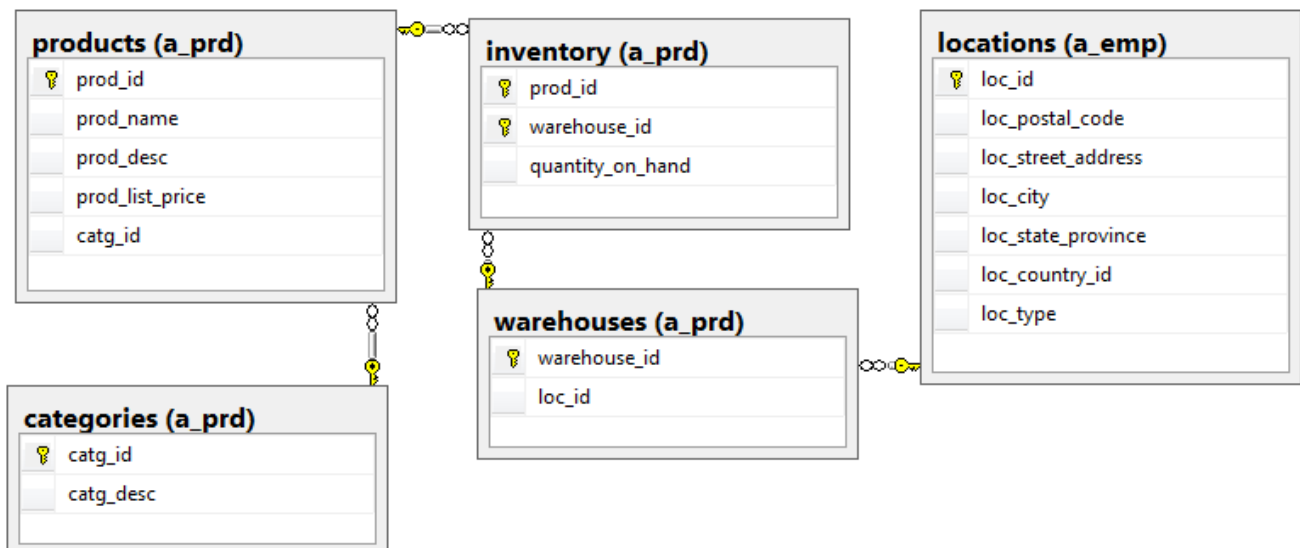 products (a_prd)
prod_id
prod_name
prod_desc
prod_list_price
catg_id
inventory (a_prd)
prod_id
warehouse_id
quantity_on_hand
locations (a_emp)
loc_id
loc_postal_code
loc_street_address
loc_city
loc_state_province
loc_country_id
loc_type
warehouses (a_prd)
warehouse_id
loc_id
categories (a_prd)
catg_id
catg_desc